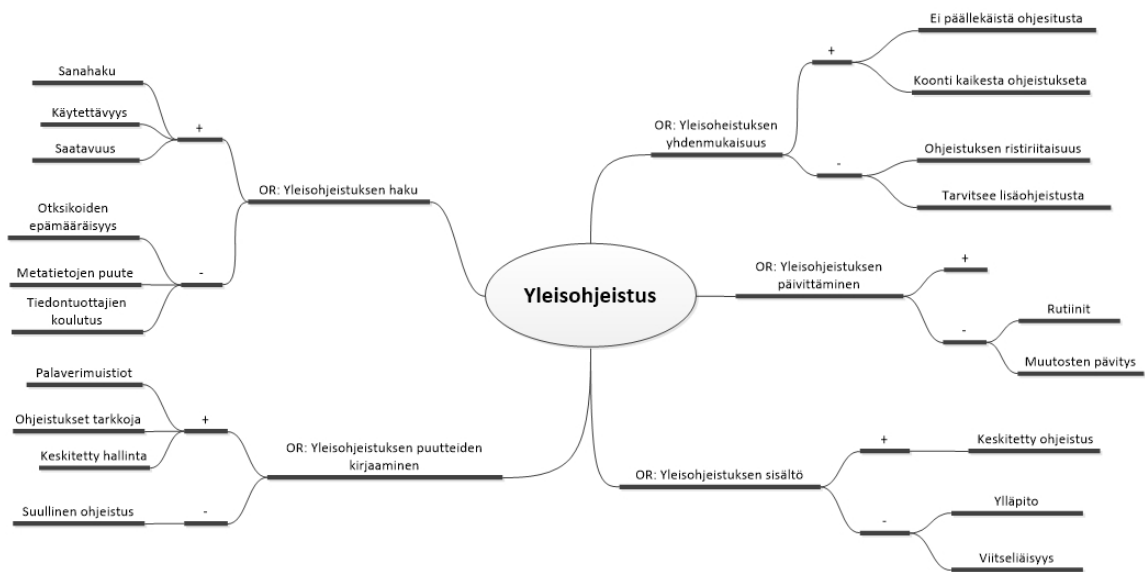 Sanahaku
Käytettävyys
Saatavuus
+
OR: Yleisohjeistuksen haku
Otksikoiden
epämääräisyys
Metatietojen puute
Tiedontuottajien
koulutus
-
Palaverimuistiot
Ohjeistukset tarkkoja
Keskitetty hallinta
+
OR: Yleisohjeistuksen puutteiden
kirjaaminen
Suullinen ohjeistus
-
Yleisohjeistus
OR: Yleisoheistuksen
yhdenmukaisuus
+
Ei päällekäistä ohjesitusta
Koonti kaikesta ohjeistukseta
-
Ohjeistuksen ristiriitaisuus
Tarvitsee lisäohjeistusta
OR: Yleisohjeistuksen
päivittäminen
+
-
Rutiinit
Muutosten pävitys
OR: Yleisohjeistuksen sisältö
+
Keskitetty ohjeistus
-
Ylläpito
Viitseliäisyys